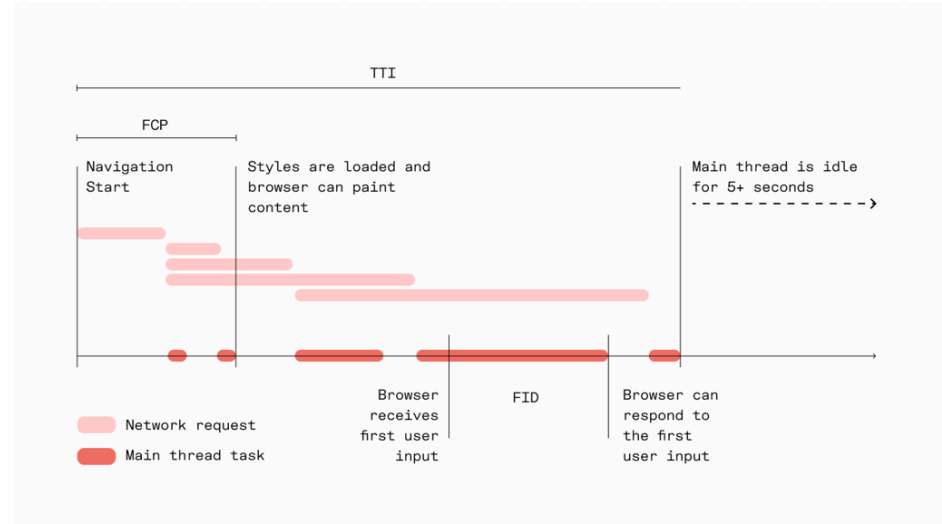 TTI
FCP
Navigation
Start
Styles are loaded and
browser can paint
content
Main thread is idle
for 5+ seconds
Browser
receives
first user
input
FID
Browser can
respond to
the first
user input
Network request
Main thread task